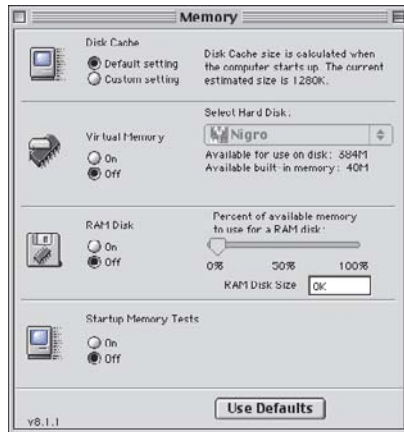 Memory
Disk Cache
Default setting
Custom setting
Disk Cache size is calculated when
the computer starts up. The current
estimated size is 1280K.
Select Hard Disk:
Virtual Memory
Nigro
On
Off
Available for use on disk: 384M
Available built-in memory: 40M
RAM Disk
On
Off
Percent of available memory
to use for a RAM disk:
0%
50%
100%
RAM Disk Size
0K
Startup Memory Tests
On
Off
Use Defaults
v8.1.1